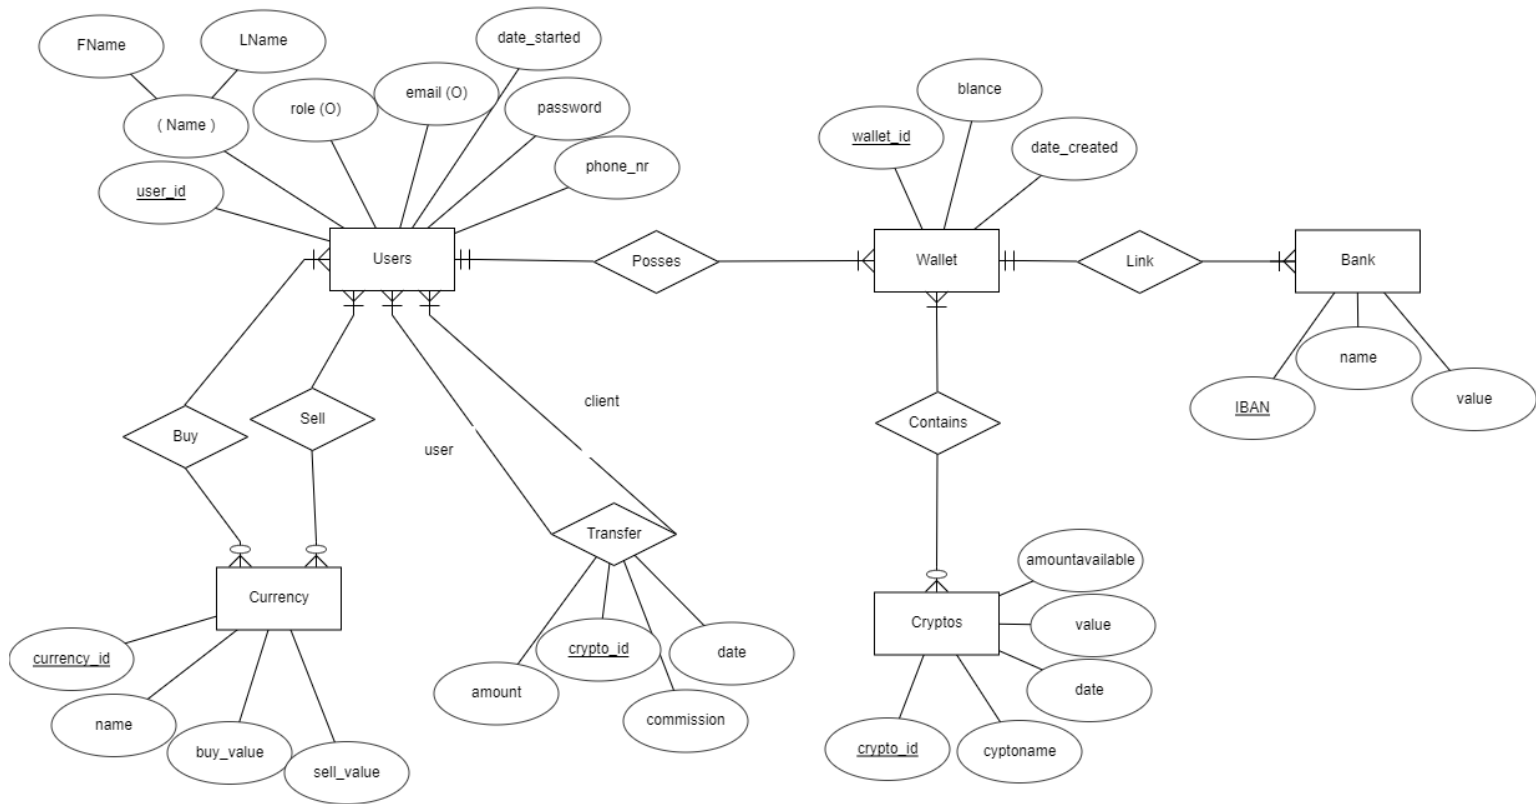 FName
LName
date_started
( Name )
role (O)
email (O)
password
phone_nr
user_id
Users
Posses
wallet_id
blance
date_created
Wallet
Link
Bank
IBAN
name
value
Buy
Sell
user
client
Transfer
Contains
Currency
currency_id
name
buy_value
sell_value
amount
crypto_id
commission
date
Cryptos
amountavailable
value
date
crypto_id
cyptoname